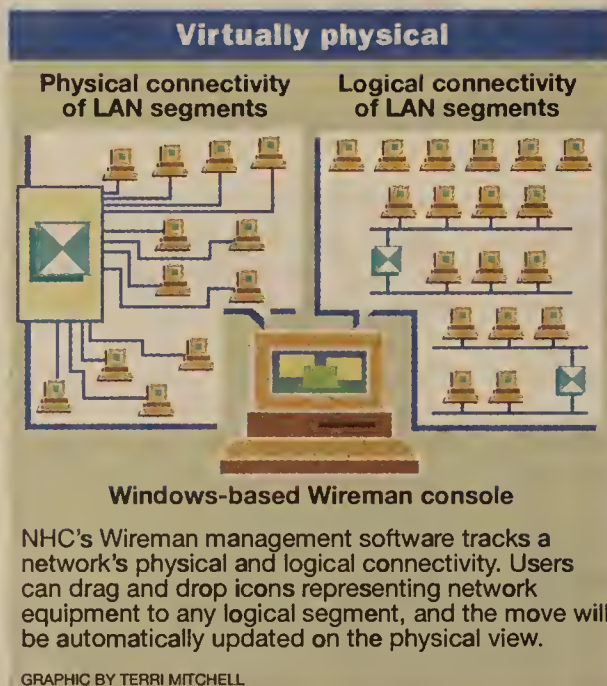 Virtually physical
Physical connectivity
of LAN segments
Logical connectivity
of LAN segments
Windows-based Wireman console
NHC's Wireman management software tracks a
network's physical and logical connectivity. Users
can drag and drop icons representing network
equipment to any logical segment, and the move will
be automatically updated on the physical view.
GRAPHIC BY TERRI MITCHELL